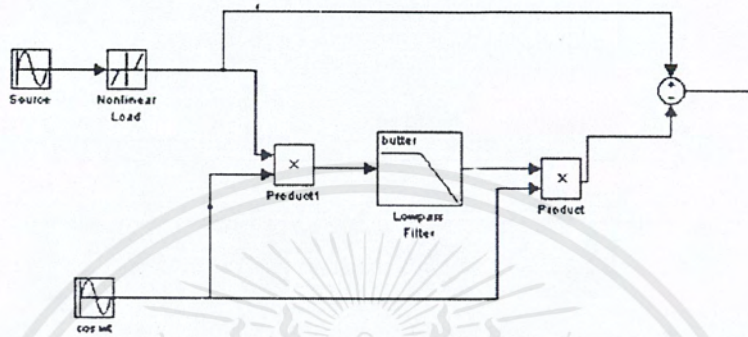 Source
Nonlinear
Load
×
Product1
butter
Lowpass
Filter
×
Product
+
−
cos wt